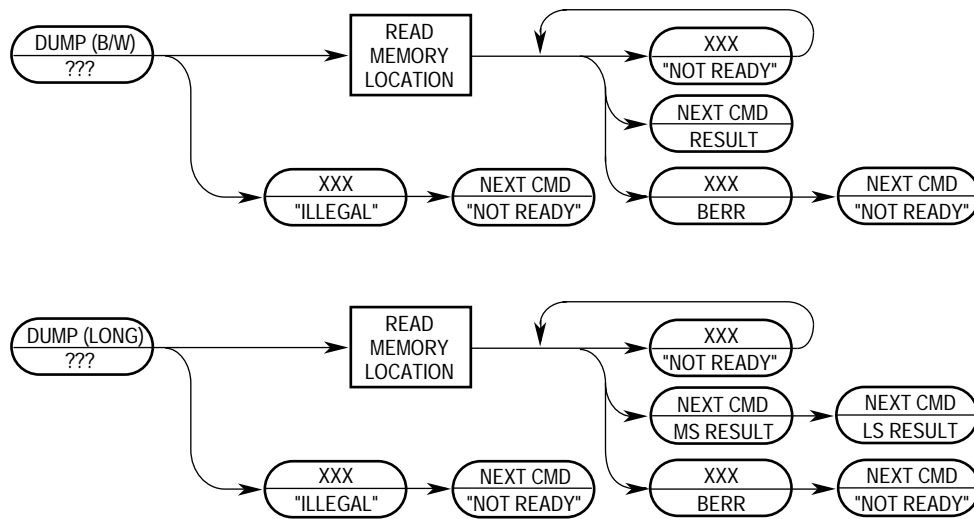 DUMP (B/W)
???
READ
MEMORY
LOCATION
XXX
"NOT READY"
NEXT CMD
RESULT
XXX
"ILLEGAL"
NEXT CMD
"NOT READY"
XXX
BERR
NEXT CMD
"NOT READY"
DUMP (LONG)
???
READ
MEMORY
LOCATION
XXX
"NOT READY"
NEXT CMD
MS RESULT
NEXT CMD
LS RESULT
XXX
"ILLEGAL"
NEXT CMD
"NOT READY"
XXX
BERR
NEXT CMD
"NOT READY"